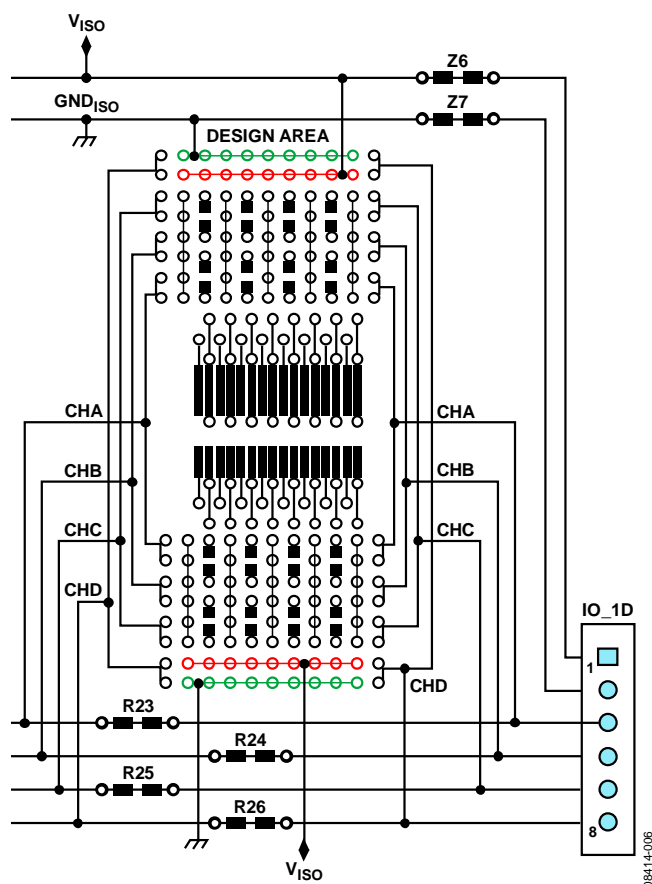 VISO
Z6
GNDISO
Z7
DESIGN AREA
CHA
CHA
CHB
CHB
CHC
CHC
CHD
IO_1D
1
CHD
R23
R24
R25
R26
8
VISO
08414-006